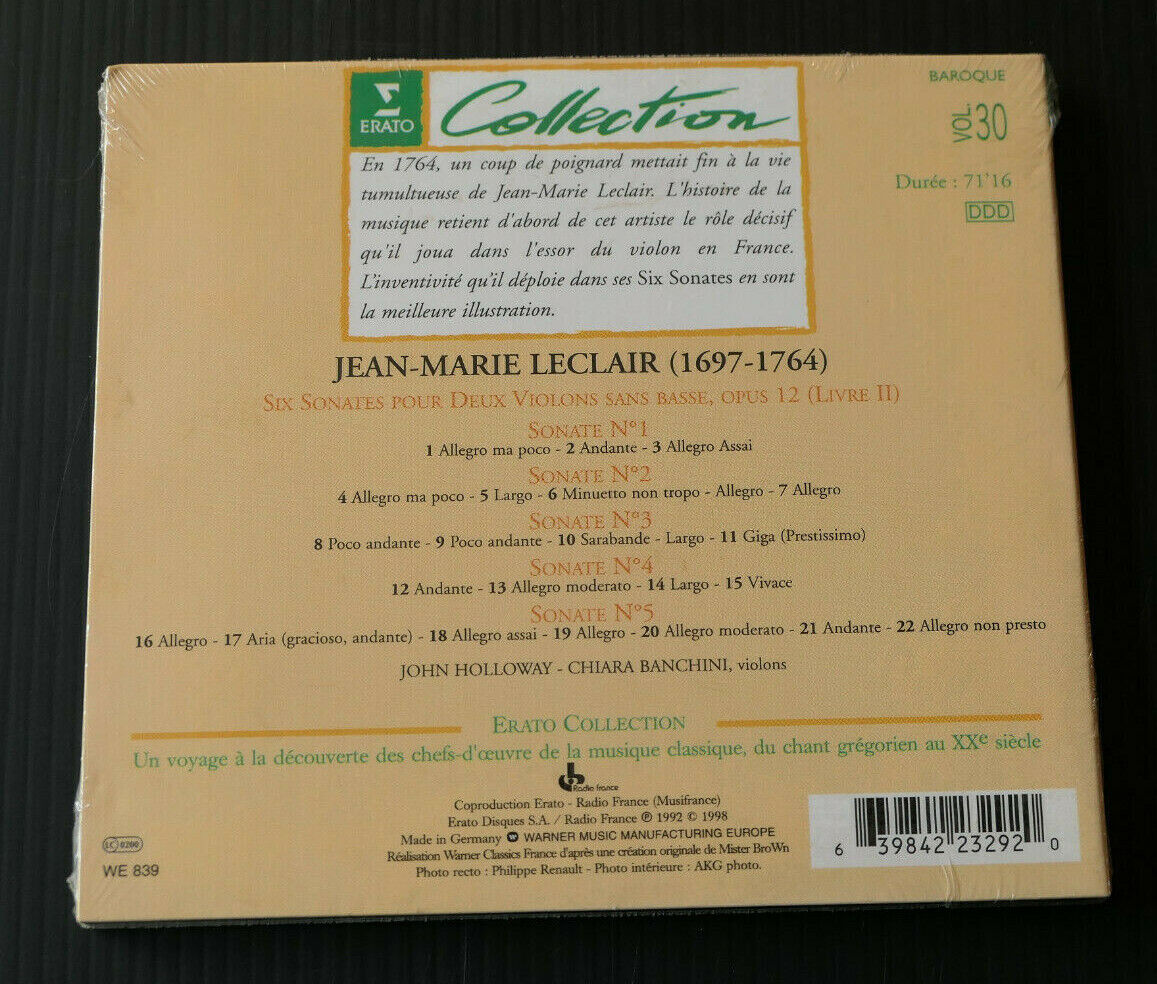 Σ
ERATO
Collection
BAROQUE
VOL. 30
Durée : 71'16
DDD
En 1764, un coup de poignard mettait fin à la vie
tumultueuse de Jean-Marie Leclair. L'histoire de la
musique retient d'abord de cet artiste le rôle décisif
qu'il joua dans l'essor du violon en France.
L'inventivité qu'il déploie dans ses Six Sonates en sont
la meilleure illustration.
JEAN-MARIE LECLAIR (1697-1764)
SIX SONATES POUR DEUX VIOLONS SANS BASSE, OPUS 12 (LIVRE II)
SONATE N°1
1 Allegro ma poco - 2 Andante - 3 Allegro Assai
SONATE N°2
4 Allegro ma poco - 5 Largo - 6 Minuetto non tropo - Allegro - 7 Allegro
SONATE N°3
8 Poco andante - 9 Poco andante - 10 Sarabande - Largo - 11 Giga (Prestissimo)
SONATE N°4
12 Andante - 13 Allegro moderato - 14 Largo - 15 Vivace
SONATE N°5
16 Allegro - 17 Aria (gracioso, andante) - 18 Allegro assai - 19 Allegro - 20 Allegro moderato - 21 Andante - 22 Allegro non presto
JOHN HOLLOWAY - CHIARA BANCHINI, violons
ERATO COLLECTION
Un voyage à la découverte des chefs-d'œuvre de la musique classique, du chant grégorien au XXe siècle
Radio france
Coproduction Erato - Radio France (Musifrance)
Erato Disques S.A. / Radio France ℗ 1992 © 1998
Made in Germany WARNER MUSIC MANUFACTURING EUROPE
Réalisation Warner Classics France d'après une création originale de Mister BroWn
Photo recto : Philippe Renault - Photo intérieure : AKG photo.
LC 0200
WE 839
6 39842 23292 0